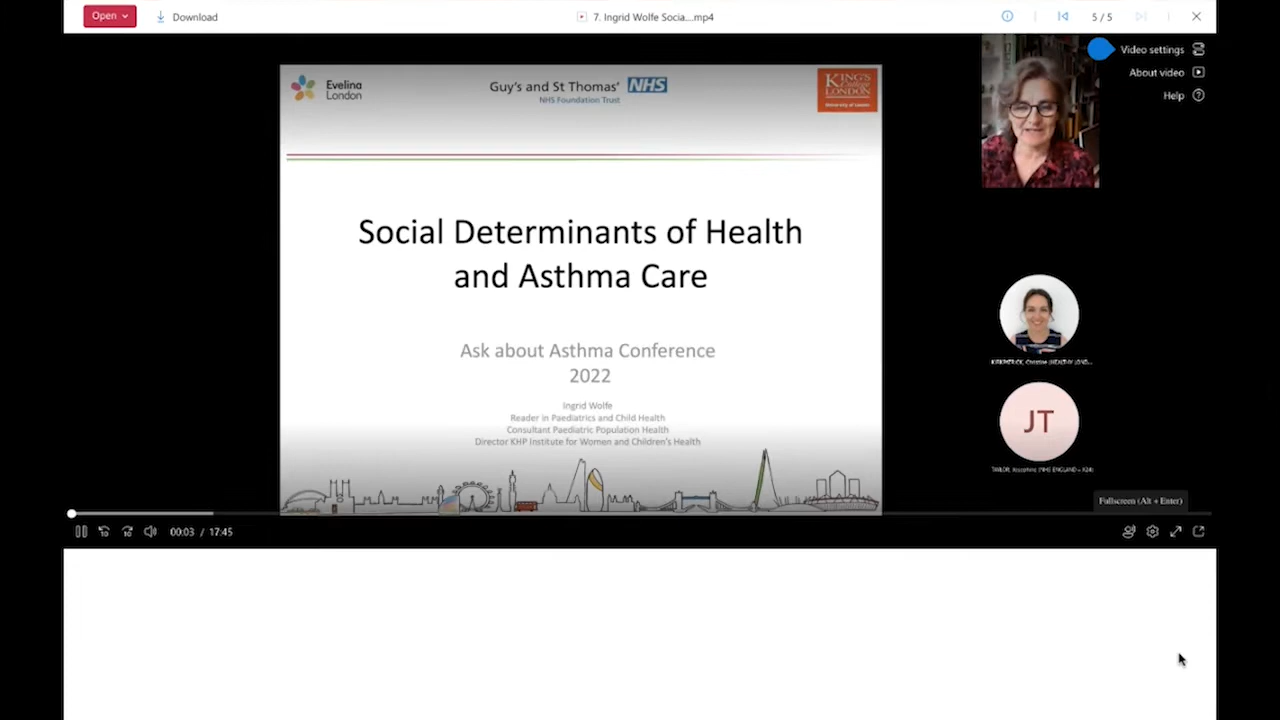 Open
Download
7. Ingrid Wolfe Socia....mp4
5 / 5
Video settings
About video
Help
Evelina
London
Guy's and St Thomas' NHS
NHS Foundation Trust
KING'S
College
LONDON
Social Determinants of Health
and Asthma Care
Ask about Asthma Conference
2022
Ingrid Wolfe
Reader in Paediatrics and Child Health
Consultant Paediatric Population Health
Director KHP Institute for Women and Children's Health
JT
Fullscreen (Alt + Enter)
10
10
00:03 / 17:45